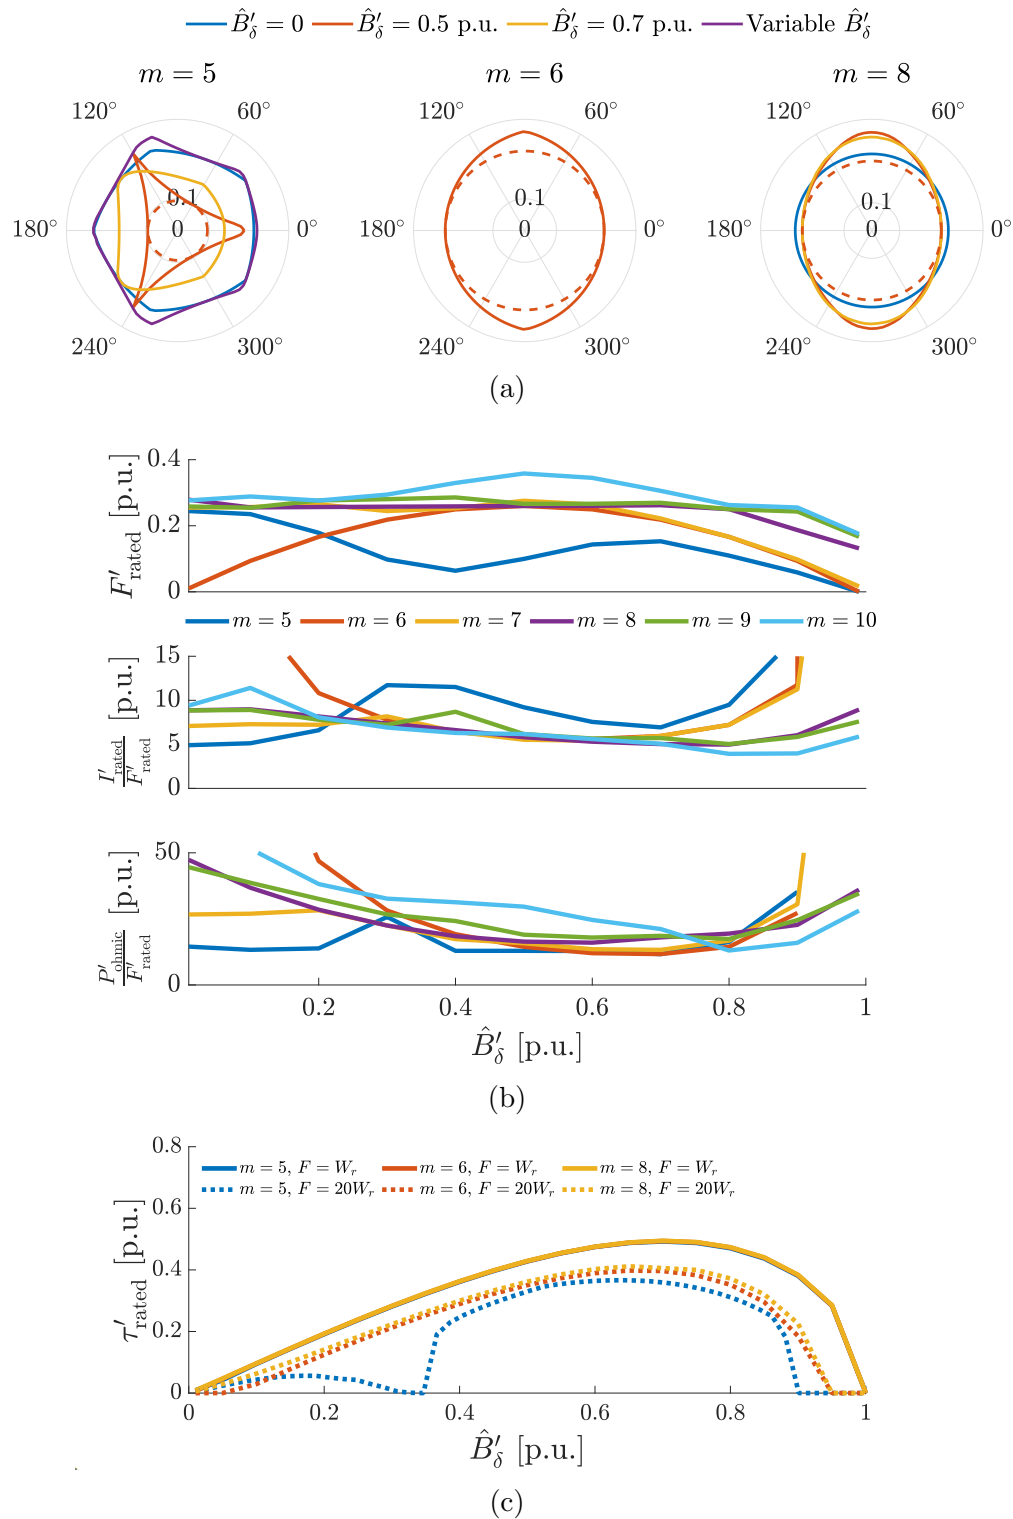 B̂′δ = 0 B̂′δ = 0.5 p.u. B̂′δ = 0.7 p.u. Variable B̂′δ
m = 5 m = 6 m = 8
120° 60° 120° 60° 120° 60°
0.1 0.1 0.1
180° 0 0° 180° 0 0° 180° 0 0°
240° 300° 240° 300° 240° 300°
(a)
F′rated [p.u.]
0.4
0.2
0
m = 5 m = 6 m = 7 m = 8 m = 9 m = 10
I′rated/F′rated [p.u.]
15
10
5
0
P′ohmic/F′rated [p.u.]
50
0
0.2 0.4 0.6 0.8 1
B̂′δ [p.u.]
(b)
τ′rated [p.u.]
0.8
m = 5, F = Wr m = 6, F = Wr m = 8, F = Wr
m = 5, F = 20Wr m = 6, F = 20Wr m = 8, F = 20Wr
0.6
0.4
0.2
0
0 0.2 0.4 0.6 0.8 1
B̂′δ [p.u.]
(c)